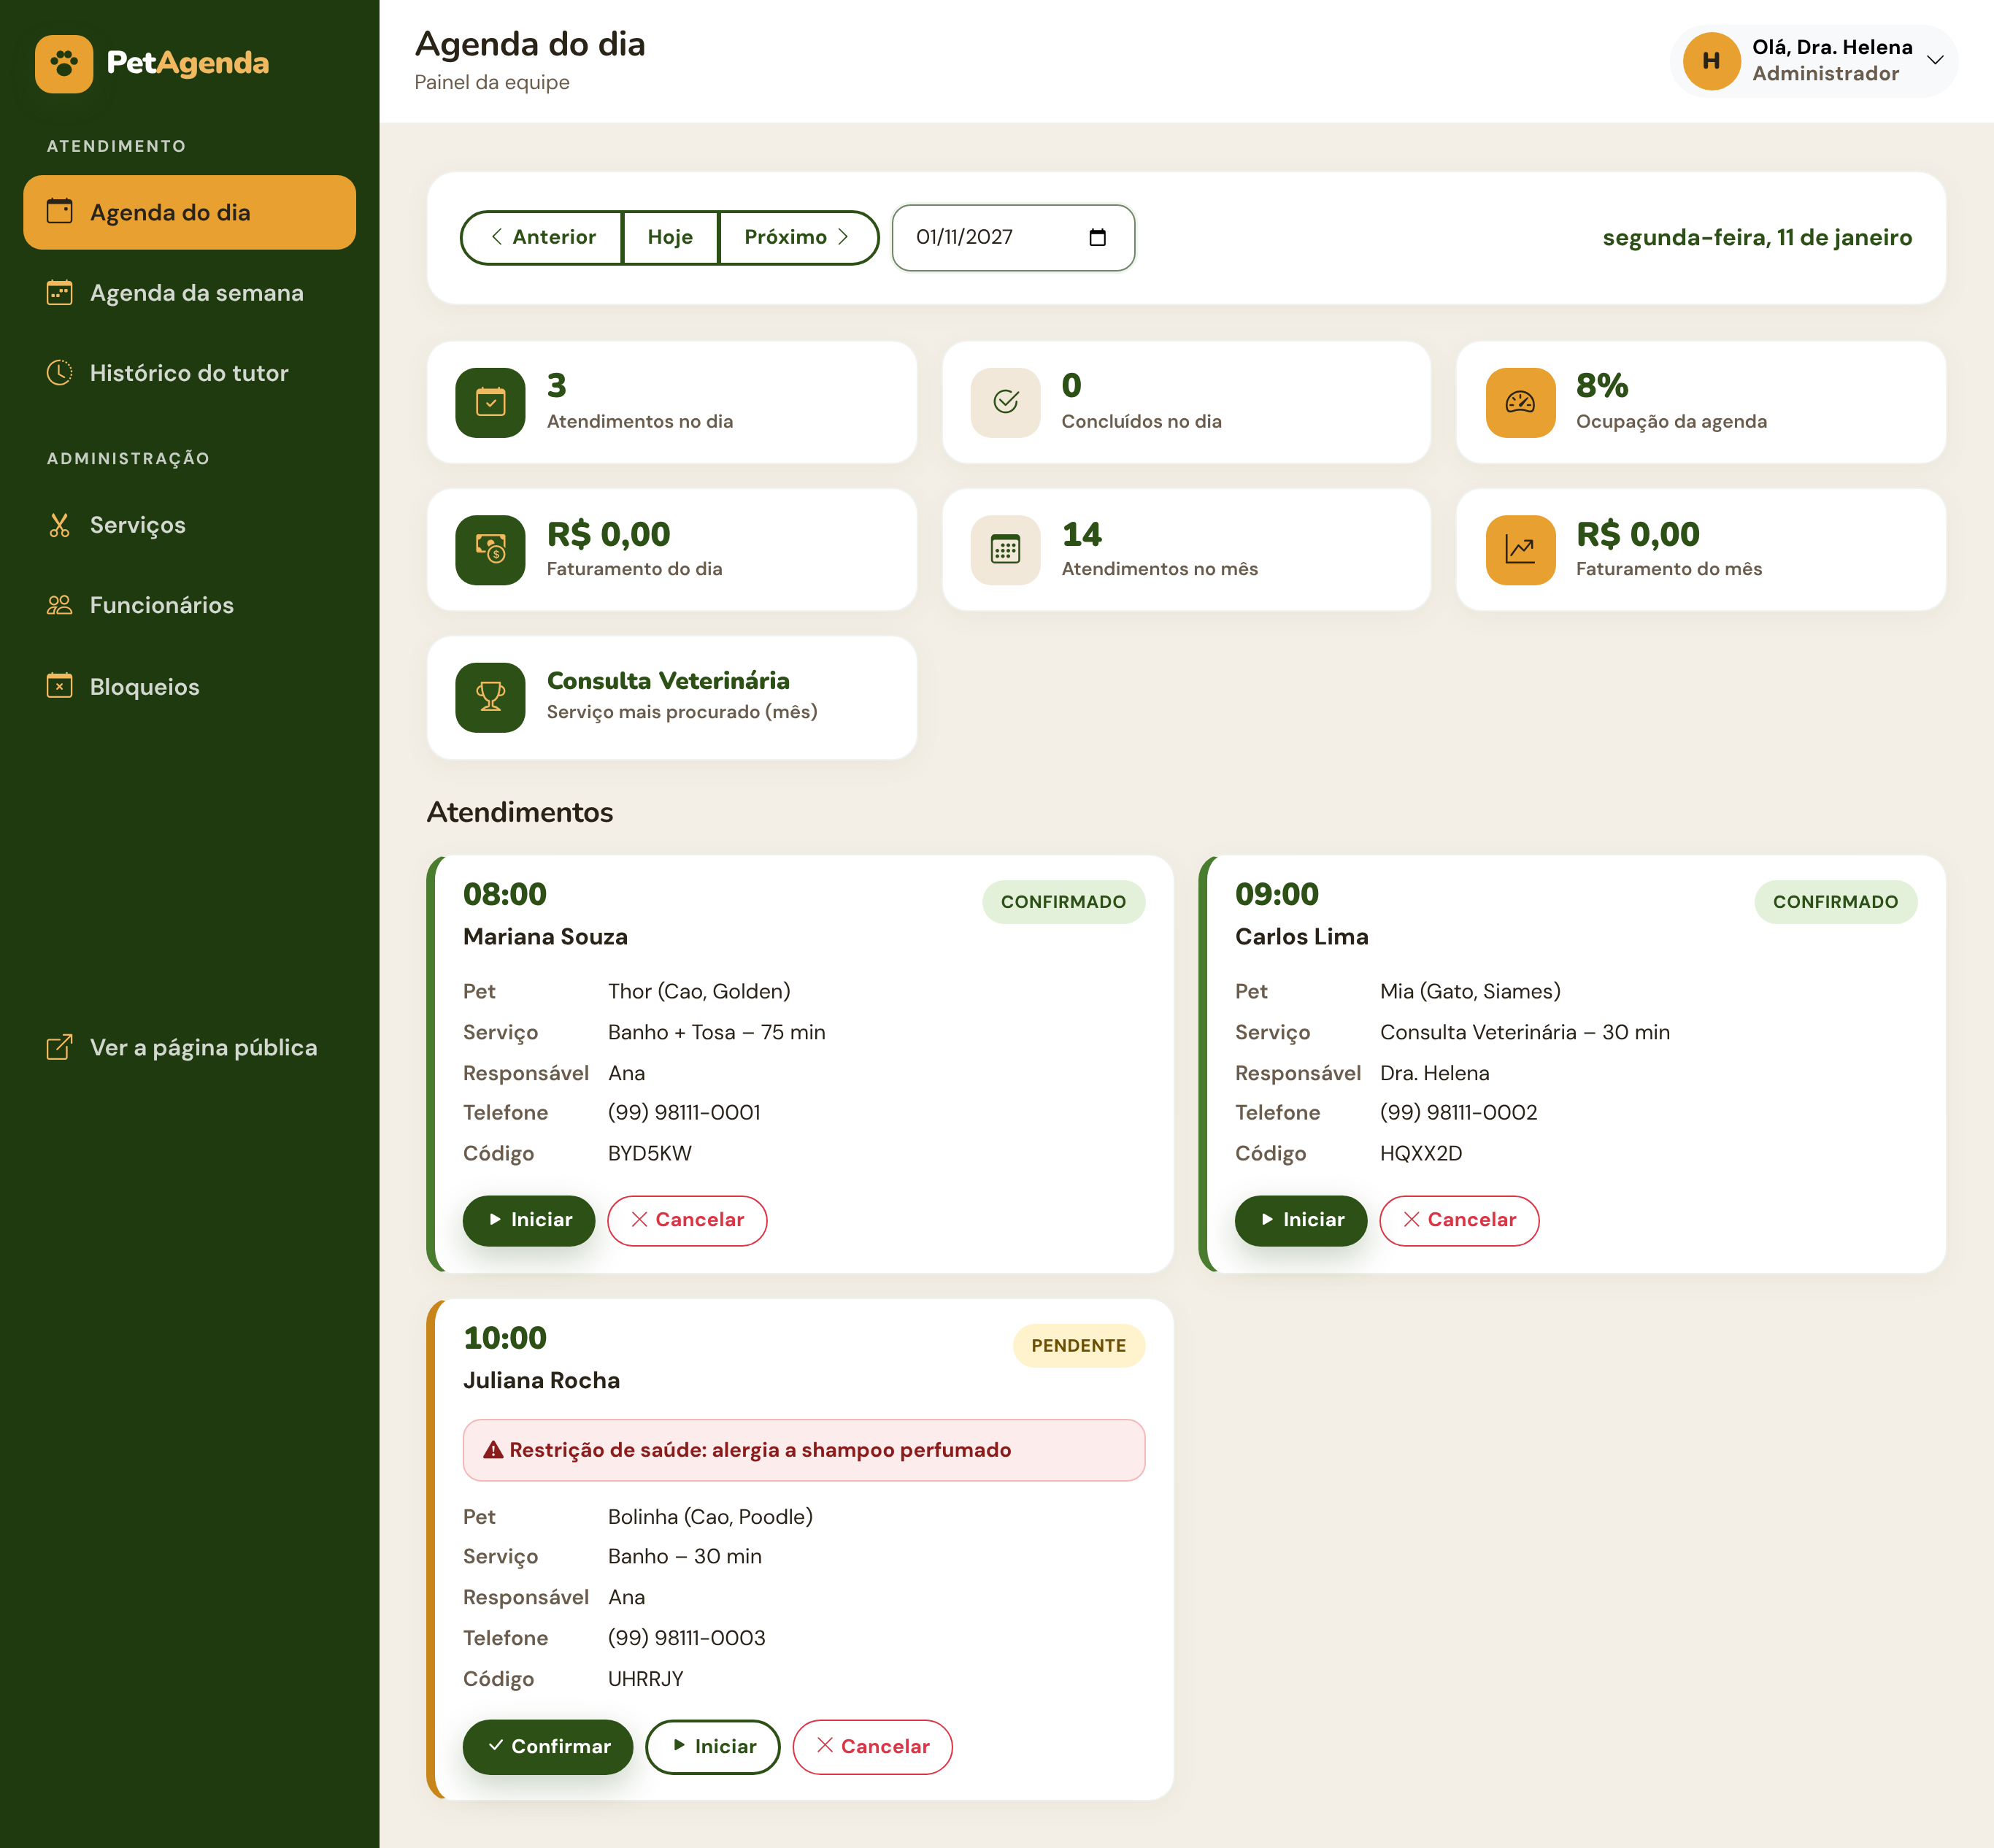 PetAgenda
ATENDIMENTO
Agenda do dia
Agenda da semana
Histórico do tutor
ADMINISTRAÇÃO
Serviços
Funcionários
Bloqueios
Ver a página pública
Agenda do dia
Painel da equipe
H
Olá, Dra. Helena
Administrador
Anterior
Hoje
Próximo
01/11/2027
segunda-feira, 11 de janeiro
3
Atendimentos no dia
0
Concluídos no dia
8%
Ocupação da agenda
R$ 0,00
Faturamento do dia
14
Atendimentos no mês
R$ 0,00
Faturamento do mês
Consulta Veterinária
Serviço mais procurado (mês)
Atendimentos
08:00
CONFIRMADO
Mariana Souza
Pet Thor (Cao, Golden)
Serviço Banho + Tosa – 75 min
Responsável Ana
Telefone (99) 98111-0001
Código BYD5KW
Iniciar
Cancelar
09:00
CONFIRMADO
Carlos Lima
Pet Mia (Gato, Siames)
Serviço Consulta Veterinária – 30 min
Responsável Dra. Helena
Telefone (99) 98111-0002
Código HQXX2D
Iniciar
Cancelar
10:00
PENDENTE
Juliana Rocha
Restrição de saúde: alergia a shampoo perfumado
Pet Bolinha (Cao, Poodle)
Serviço Banho – 30 min
Responsável Ana
Telefone (99) 98111-0003
Código UHRRJY
Confirmar
Iniciar
Cancelar